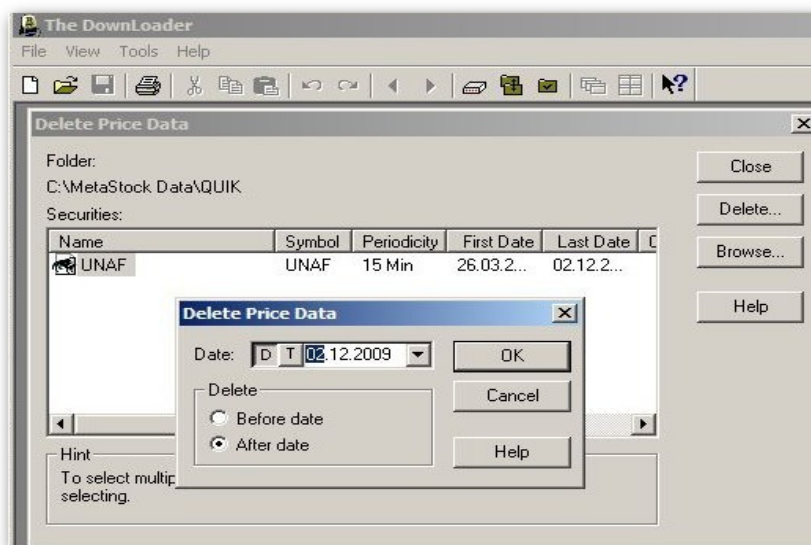 The DownLoader
File View Tools Help
Delete Price Data
Folder:
C:\MetaStock Data\QUIK
Securities:
Name Symbol Periodicity First Date Last Date
UNAF UNAF 15 Min 26.03.2... 02.12.2...
Close
Delete...
Browse...
Help
Delete Price Data
Date: D T 02.12.2009
Delete
Before date
After date
OK
Cancel
Help
Hint
To select
selecting.